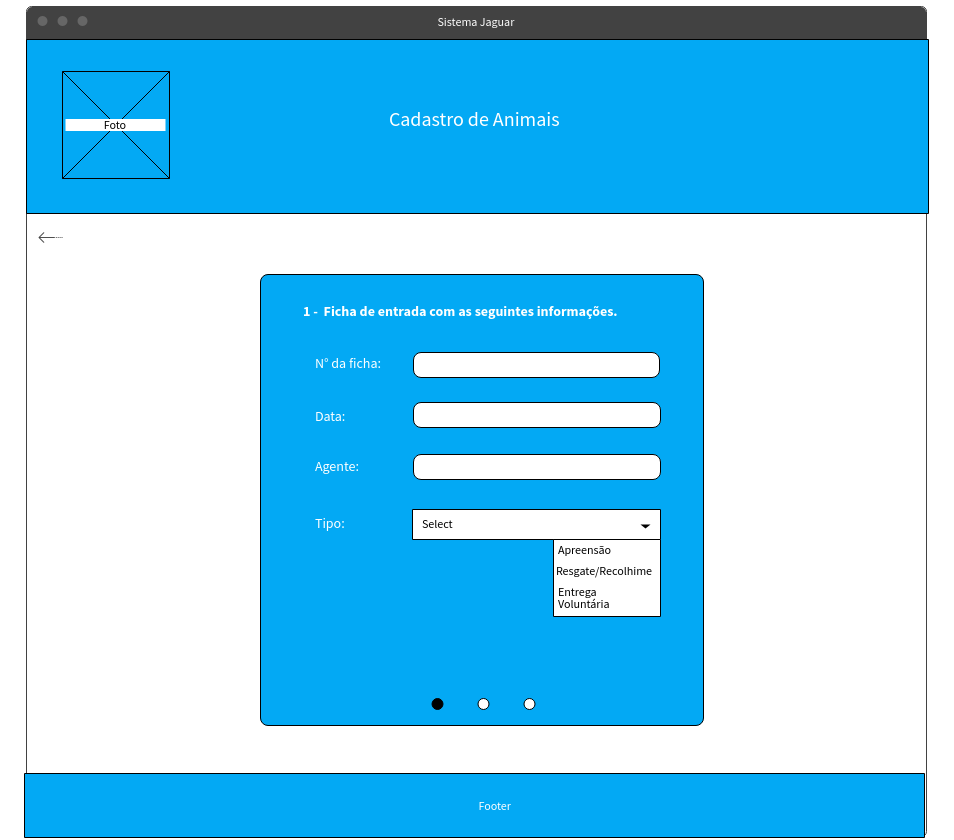 Sistema Jaguar
Foto
Cadastro de Animais
1 - Ficha de entrada com as seguintes informações.
N° da ficha:
Data:
Agente:
Tipo:
Select
Apreensão
Resgate/Recolhime
Entrega
Voluntária
Footer